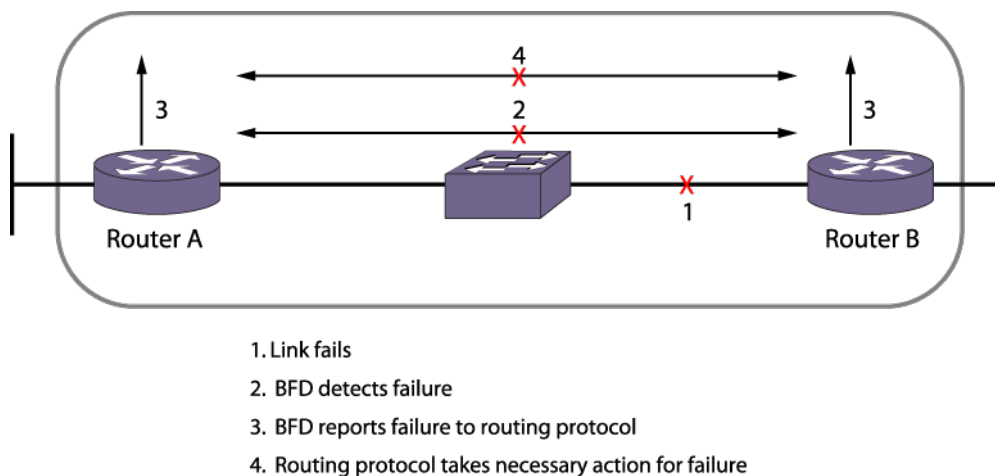 4
3
2
3
1
Router A
Router B
1. Link fails
2. BFD detects failure
3. BFD reports failure to routing protocol
4. Routing protocol takes necessary action for failure